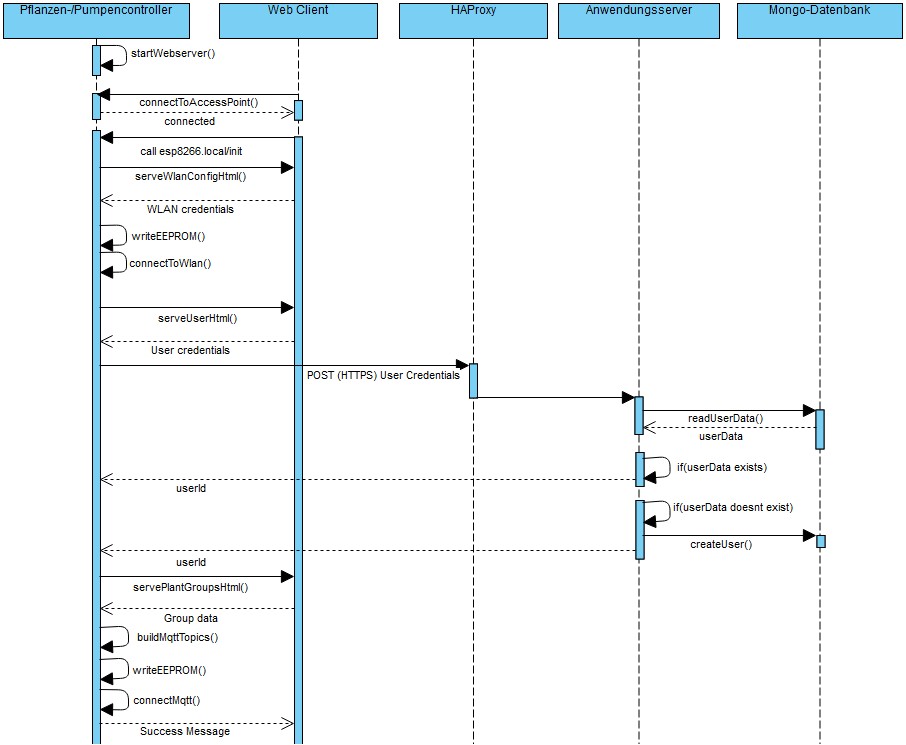 Pflanzen-/Pumpencontroller
Web Client
HAProxy
Anwendungsserver
Mongo-Datenbank
startWebserver()
connectToAccessPoint()
connected
call esp8266.local/init
serveWlanConfigHtml()
WLAN credentials
writeEEPROM()
connectToWlan()
serveUserHtml()
User credentials
POST (HTTPS) User Credentials
readUserData()
userData
if(userData exists)
userId
if(userData doesnt exist)
createUser()
userId
servePlantGroupsHtml()
Group data
buildMqttTopics()
writeEEPROM()
connectMqtt()
Success Message